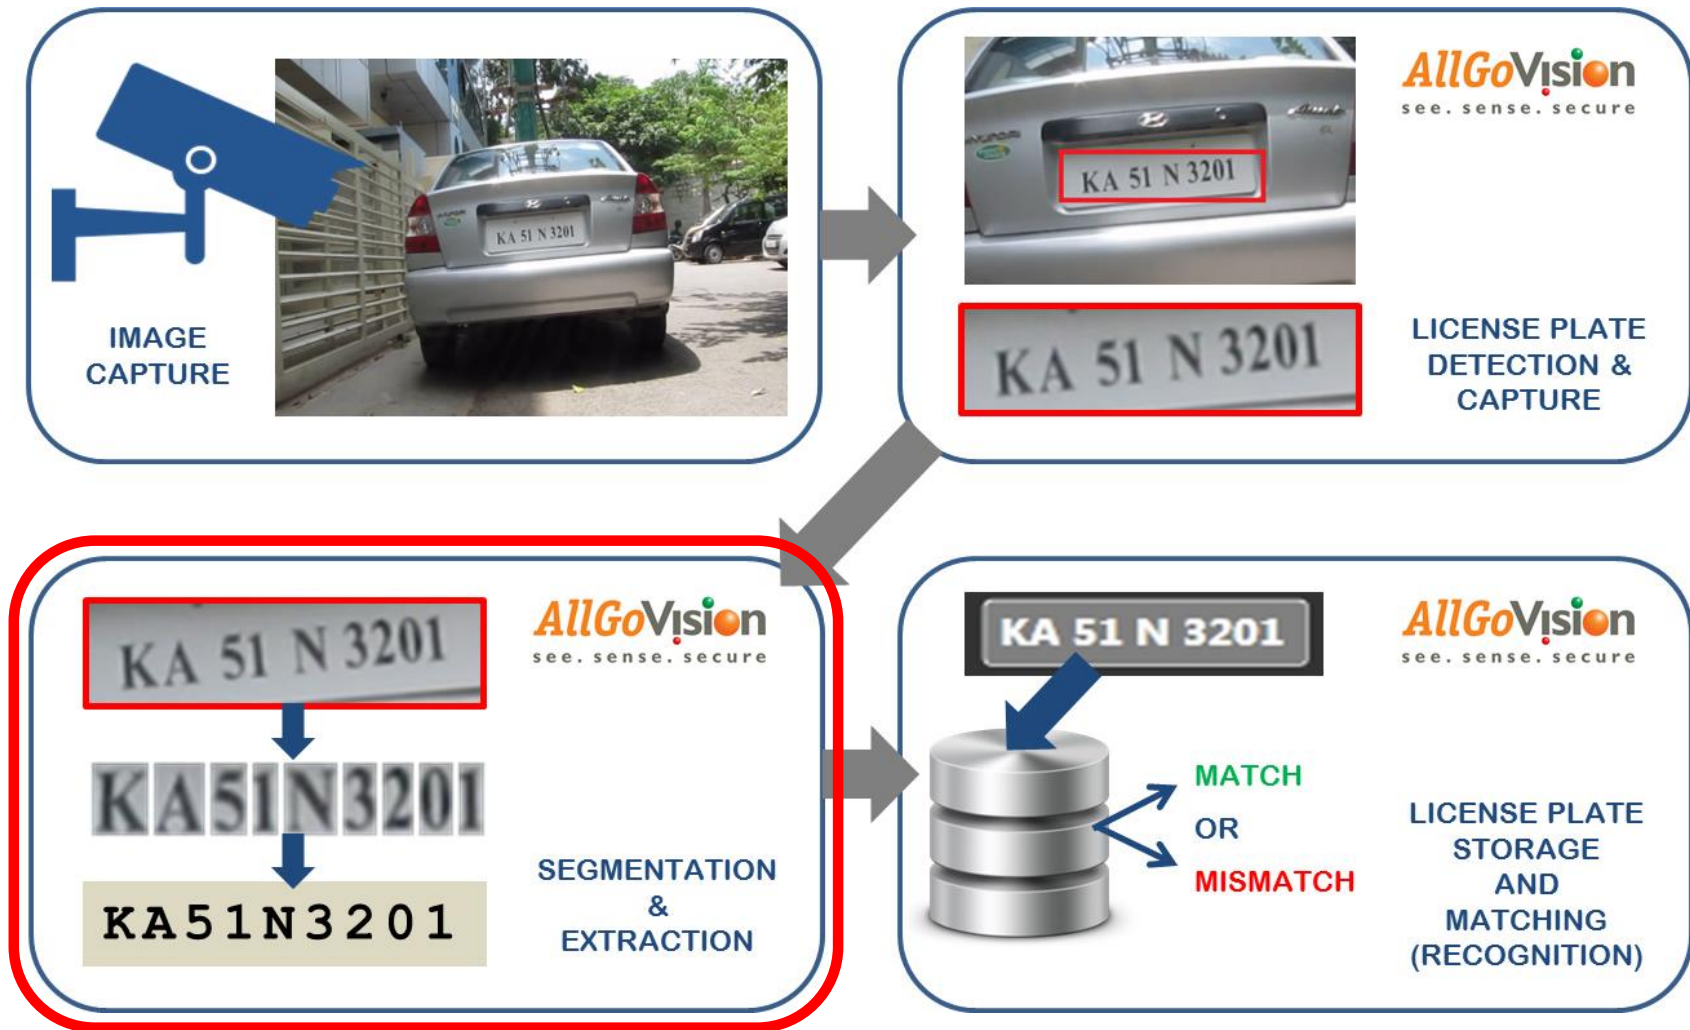 KA 51 N 3201
IMAGE
CAPTURE
AllGoVision
see. sense. secure
KA 51 N 3201
KA 51 N 3201
LICENSE PLATE
DETECTION &
CAPTURE
KA 51 N 3201
KA51N3201
KA51N3201
AllGoVision
see. sense. secure
SEGMENTATION
&
EXTRACTION
KA 51 N 3201
AllGoVision
see. sense. secure
MATCH
OR
MISMATCH
LICENSE PLATE
STORAGE
AND
MATCHING
(RECOGNITION)